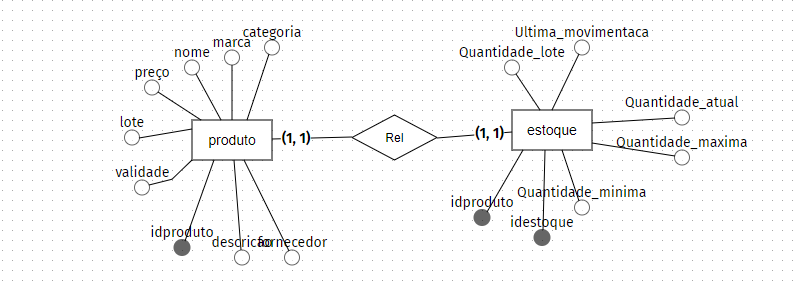 categoria
marca
nome
preço
lote
validade
produto
(1, 1)
idproduto
descricao
fornecedor
Rel
Ultima_movimentaca
Quantidade_lote
(1, 1)
estoque
Quantidade_atual
Quantidade_maxima
Quantidade_minima
idproduto
idestoque